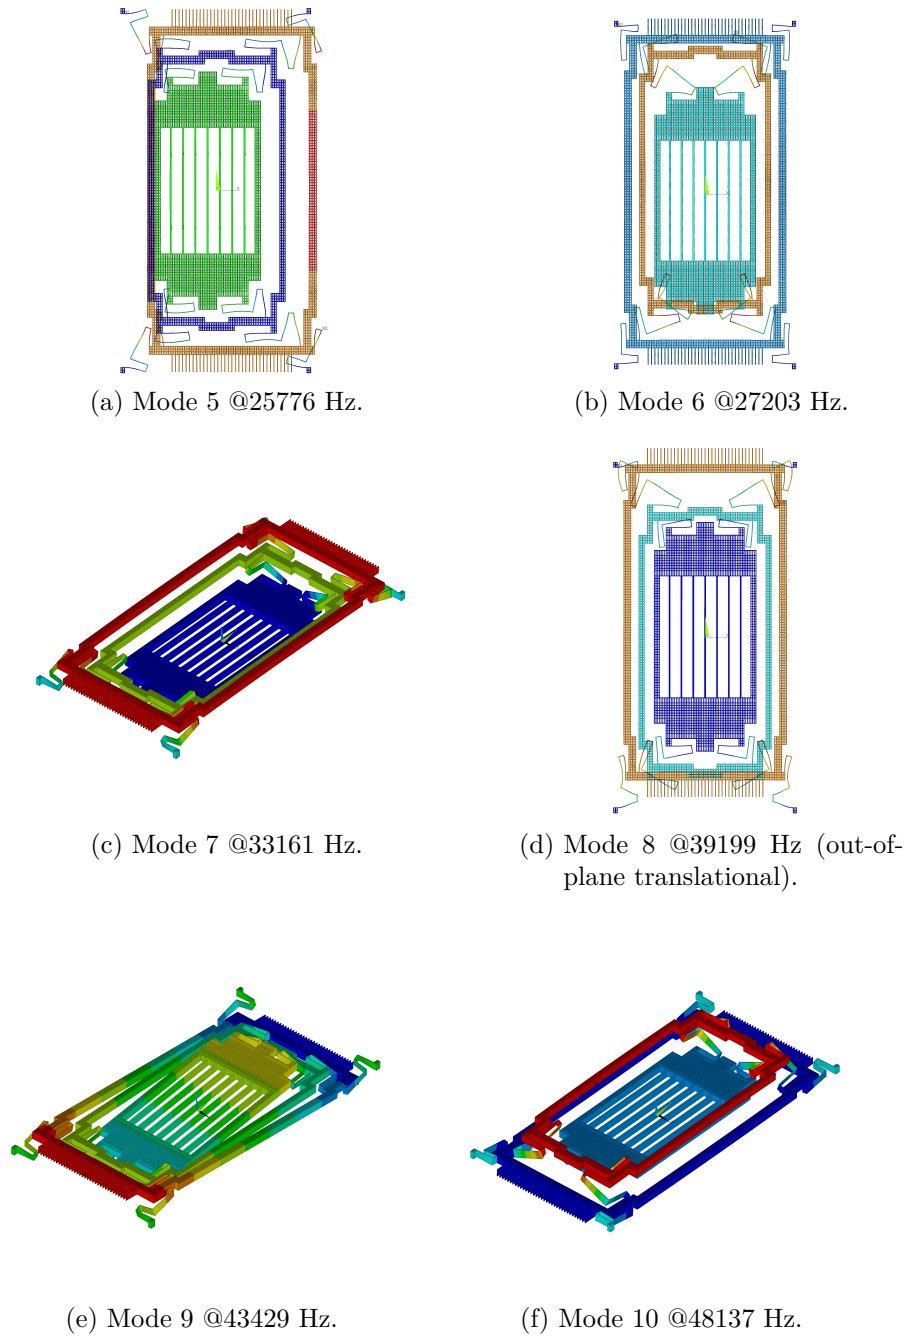 (a) Mode 5 @25776 Hz.
(b) Mode 6 @27203 Hz.
(c) Mode 7 @33161 Hz.
(d) Mode 8 @39199 Hz (out-of-
plane translational).
(e) Mode 9 @43429 Hz.
(f) Mode 10 @48137 Hz.